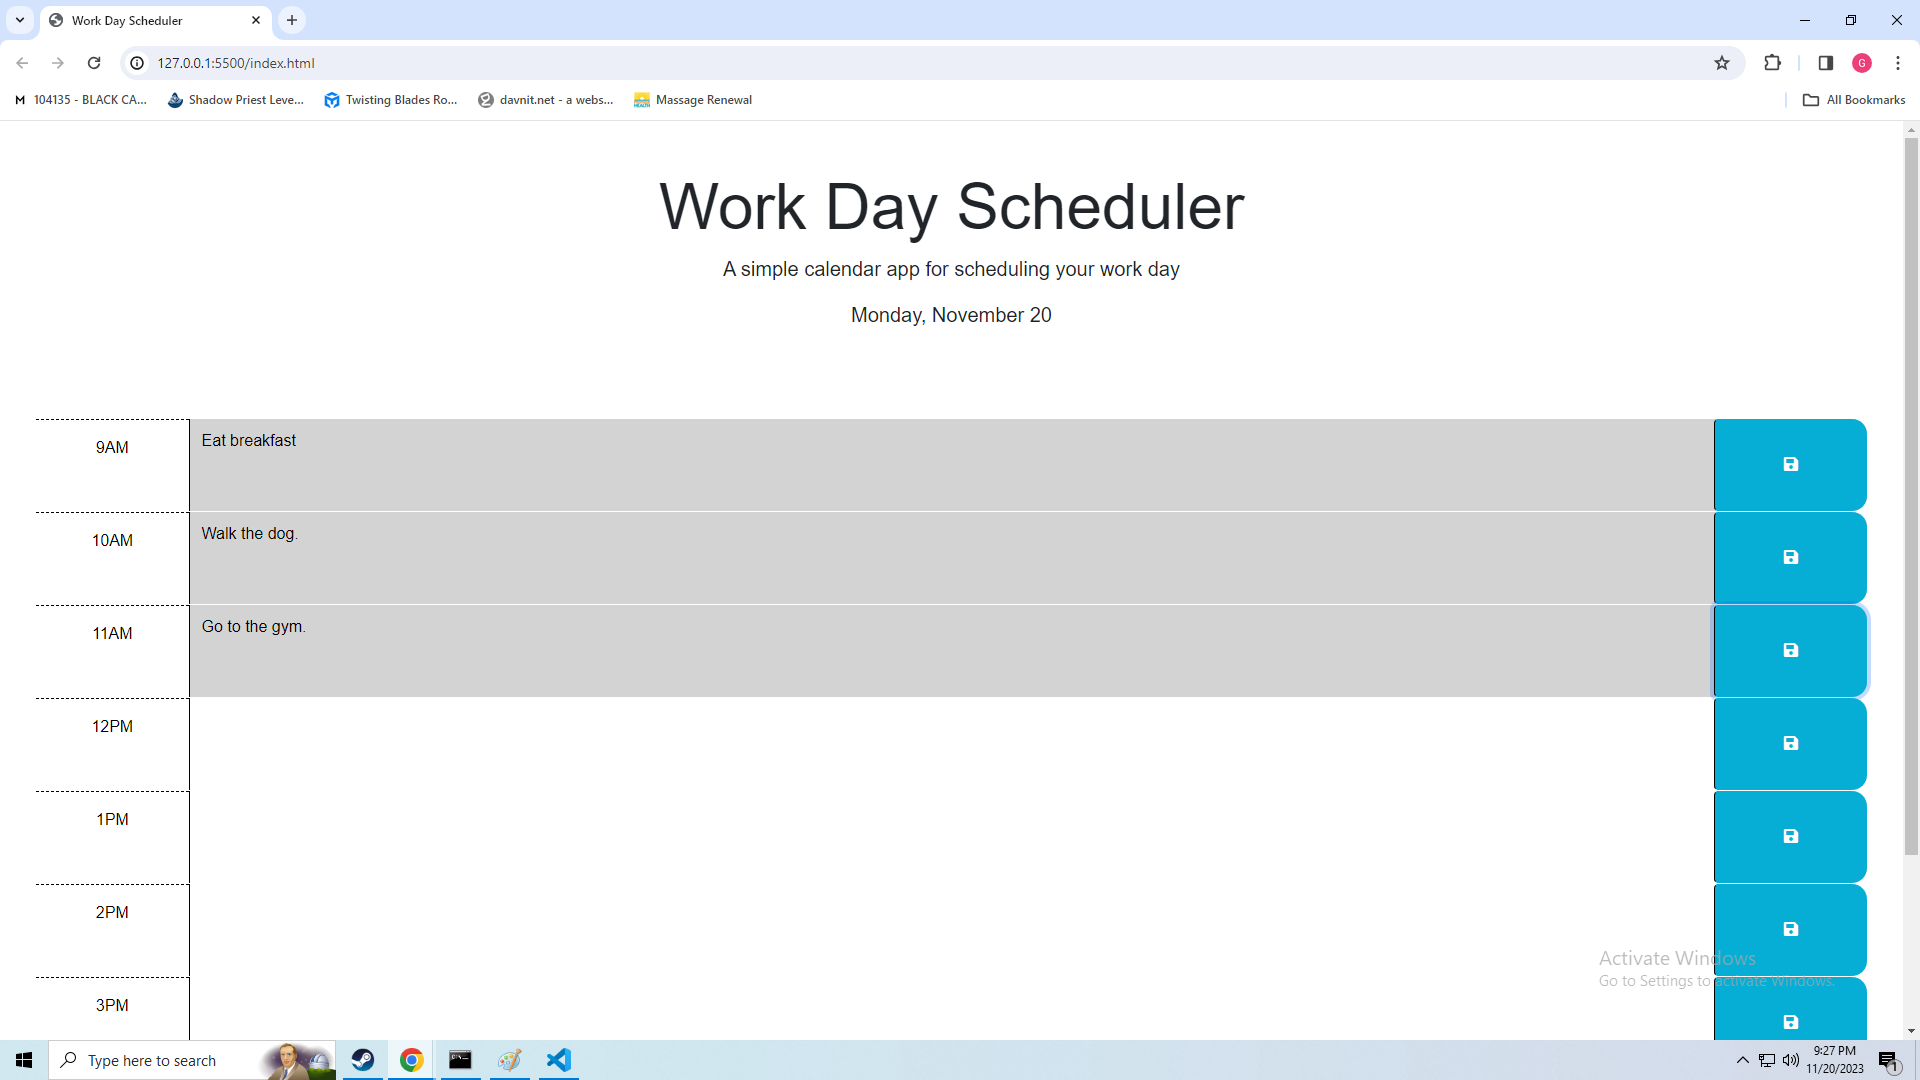 Work Day Scheduler
127.0.0.1:5500/index.html
G
M 104135 - BLACK CA...
Shadow Priest Leve...
Twisting Blades Ro...
davnit.net - a webs...
Massage Renewal
All Bookmarks
Work Day Scheduler
A simple calendar app for scheduling your work day
Monday, November 20
9AM
Eat breakfast
10AM
Walk the dog.
11AM
Go to the gym.
12PM
1PM
2PM
Activate Windows
Go to Settings to activate Windows.
3PM
Type here to search
9:27 PM
11/20/2023
1